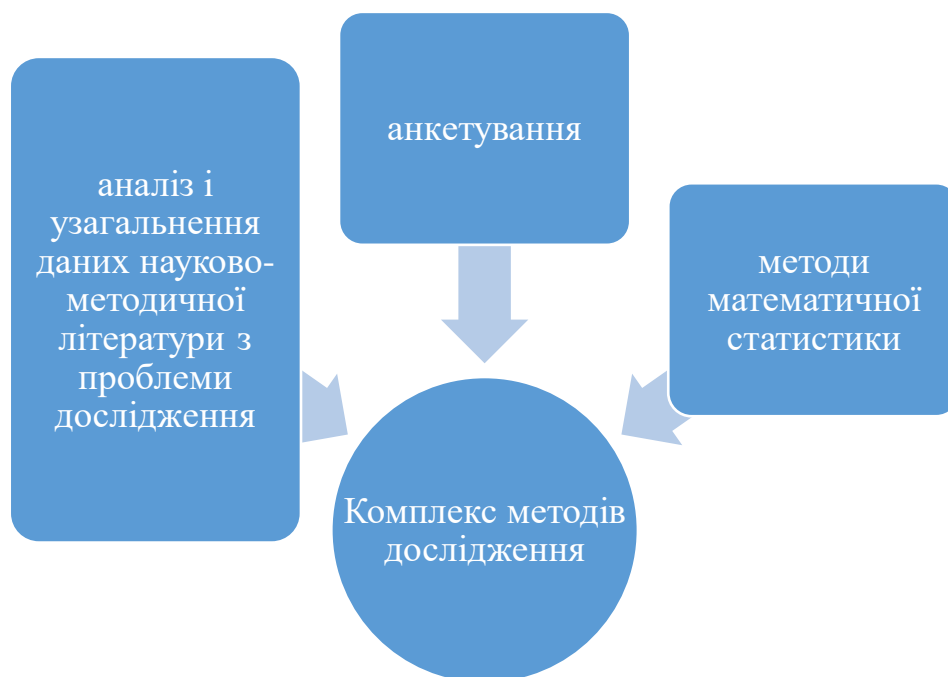 аналіз і
узагальнення
даних науково-
методичної
літератури з
проблеми
дослідження
анкетування
методи
математичної
статистики
Комплекс методів
дослідження